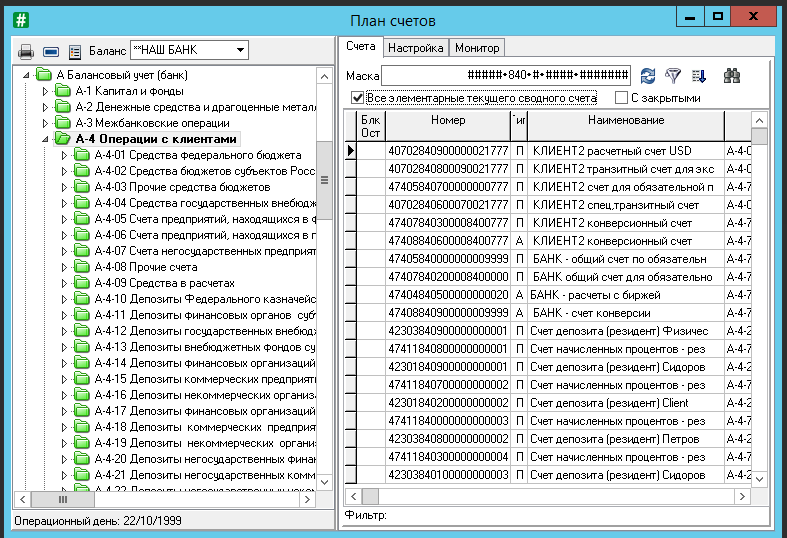 План счетов
Баланс **НАШ БАНК
А Балансовый учет (банк)
А-1 Капитал и Фонды
А-2 Денежные средства и драгоценные метал
А-3 Межбанковские операции
А-4 Операции с клиентами
А-4-01 Средства федерального бюджета
А-4-02 Средства бюджетов субъектов Росс
А-4-03 Прочие средства бюджетов
А-4-04 Средства государственных внебюдж
А-4-05 Счета предприятий, находящихся в ф
А-4-06 Счета предприятий, находящихся в г
А-4-07 Счета негосударственных предприят
А-4-08 Прочие счета
А-4-09 Средства в расчетах
А-4-10 Депозиты Федерального казначейс
А-4-11 Депозиты финансовых органов субъ
А-4-12 Депозиты государственных внебюдж
А-4-13 Депозиты внебюджетных фондов су
А-4-14 Депозиты финансовых организаций
А-4-15 Депозиты коммерческих предприяти
А-4-16 Депозиты некоммерческих организа
А-4-17 Депозиты финансовых организаций
А-4-18 Депозиты коммерческих предприя
А-4-19 Депозиты некоммерческих органи
А-4-20 Депозиты негосударственных финан
А-4-21 Депозиты негосударственных комм
А-4-22 Депозиты негосударственных неком
Операционный день: 22/10/1999
Счета Настройка Монитор
Маска #####*840*#*####*#######
Все элементарные текущего сводного счета С закрытыми
Блк Ост Номер Тип Наименование
40702840900000021777 П КЛИЕНТ2 расчетный счет USD А-4-0
40702840800090021777 П КЛИЕНТ2 транзитный счет для экс А-4-0
47405840700000000777 П КЛИЕНТ2 счет для обязательной п А-4-7
40702840600070021777 П КЛИЕНТ2 спец,транзитный счет А-4-0
47407840300008400777 П КЛИЕНТ2 конверсионный счет А-4-7
47408840600008400777 А КЛИЕНТ2 конверсионный счет А-4-7
47405840000000009999 П БАНК - общий счет по обязательн А-4-7
47407840200008400000 П БАНК общий счет для обязательно А-4-7
47404840500000000020 А БАНК - расчеты с биржей А-4-7
47408840900000009999 А БАНК - счет конверсии А-4-7
42303840900000000001 П Счет депозита (резидент) Физичес А-4-2
47411840800000000001 П Счет начисленных процентов - рез А-4-7
42301840900000000001 П Счет депозита (резидент) Сидоров А-4-2
47411840700000000002 П Счет начисленных процентов - рез А-4-7
42301840200000000002 П Счет депозита (резидент) Client А-4-2
47411840000000000003 П Счет начисленных процентов - рез А-4-7
42303840800000000002 П Счет депозита (резидент) Петров А-4-2
47411840300000000004 П Счет начисленных процентов - рез А-4-7
42303840100000000003 П Счет депозита (резидент) Сидоров А-4-2
Фильтр: